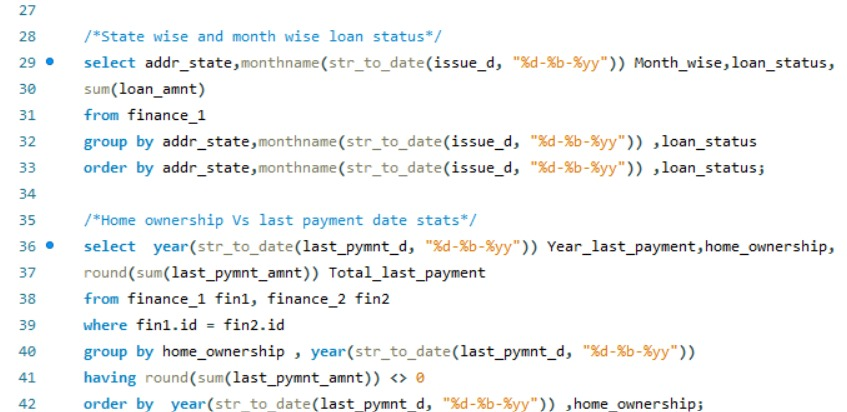 27
28 /*State wise and month wise loan status*/
29 select addr_state,monthname(str_to_date(issue_d, "%d-%b-%yy")) Month_wise,loan_status,
30 sum(loan_amnt)
31 from finance_1
32 group by addr_state,monthname(str_to_date(issue_d, "%d-%b-%yy")) ,loan_status
33 order by addr_state,monthname(str_to_date(issue_d, "%d-%b-%yy")) ,loan_status;
34
35 /*Home ownership Vs last payment date stats*/
36 select  year(str_to_date(last_pymnt_d, "%d-%b-%yy")) Year_last_payment,home_ownership,
37 round(sum(last_pymnt_amnt)) Total_last_payment
38 from finance_1 fin1, finance_2 fin2
39 where fin1.id = fin2.id
40 group by home_ownership , year(str_to_date(last_pymnt_d, "%d-%b-%yy"))
41 having round(sum(last_pymnt_amnt)) <> 0
42 order by  year(str_to_date(last_pymnt_d, "%d-%b-%yy")) ,home_ownership;